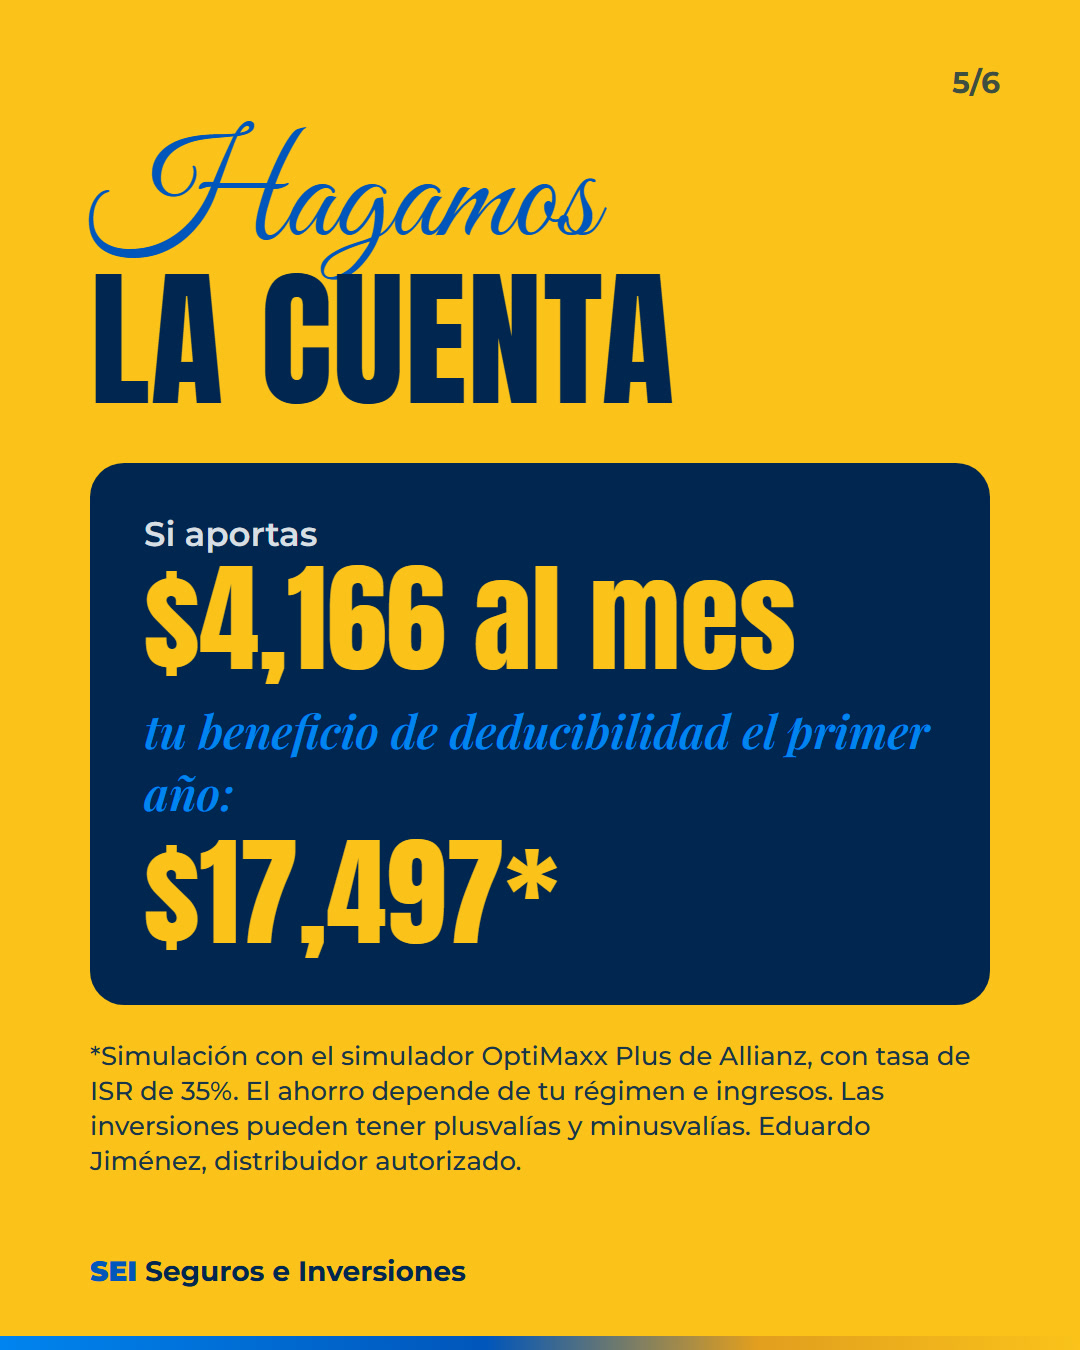 5/6
Hagamos
LA CUENTA
Si aportas
$4,166 al mes
tu beneficio de deducibilidad el primer
año:
$17,497*
*Simulación con el simulador OptiMaxx Plus de Allianz, con tasa de
ISR de 35%. El ahorro depende de tu régimen e ingresos. Las
inversiones pueden tener plusvalías y minusvalías. Eduardo
Jiménez, distribuidor autorizado.
SEI Seguros e Inversiones